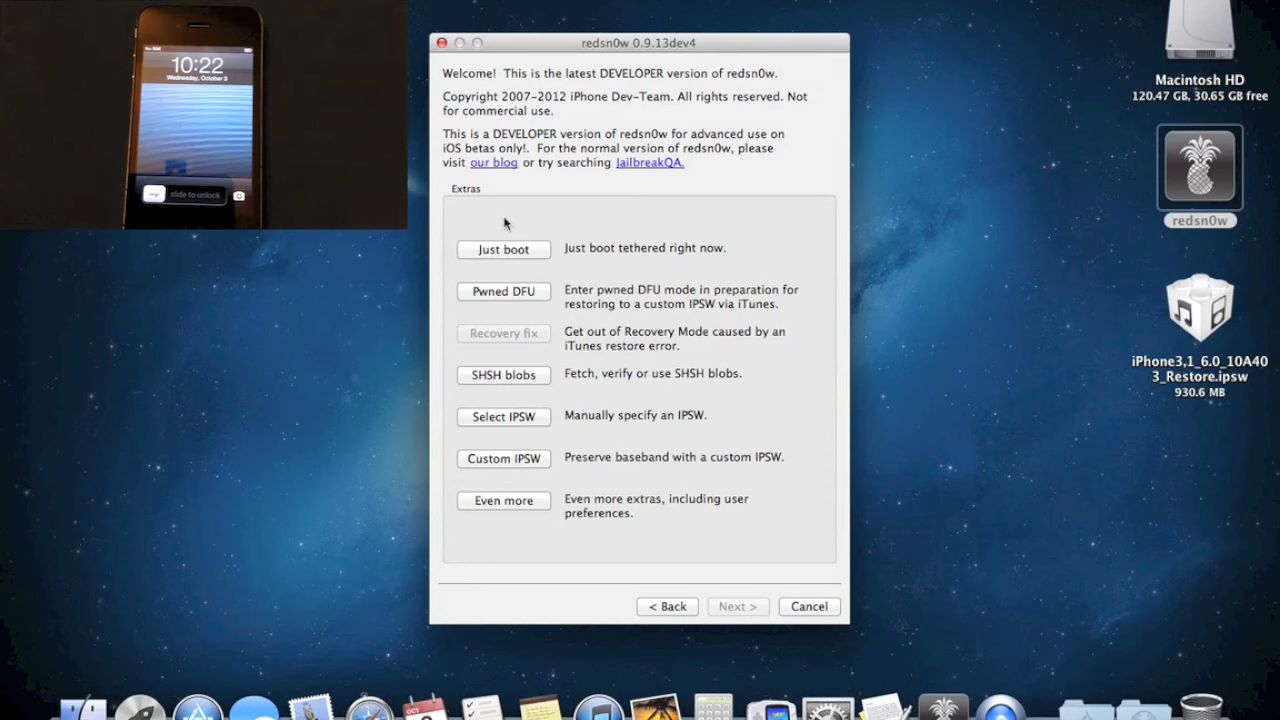 No SIM
10:22
Wednesday, October 3
slide to unlock
redsn0w 0.9.13dev4
Welcome! This is the latest DEVELOPER version of redsn0w.
Copyright 2007-2012 iPhone Dev-Team. All rights reserved. Not
for commercial use.
This is a DEVELOPER version of redsn0w for advanced use on
iOS betas only!. For the normal version of redsn0w, please
visit our blog or try searching JailbreakQA.
Extras
Just boot
Just boot tethered right now.
Pwned DFU
Enter pwned DFU mode in preparation for
restoring to a custom IPSW via iTunes.
Recovery fix
Get out of Recovery Mode caused by an
iTunes restore error.
SHSH blobs
Fetch, verify or use SHSH blobs.
Select IPSW
Manually specify an IPSW.
Custom IPSW
Preserve baseband with a custom IPSW.
Even more
Even more extras, including user
preferences.
< Back
Next >
Cancel
Macintosh HD
120.47 GB, 30.65 GB free
redsn0w
iPhone3,1_6.0_10A40
3_Restore.ipsw
930.6 MB
OCT